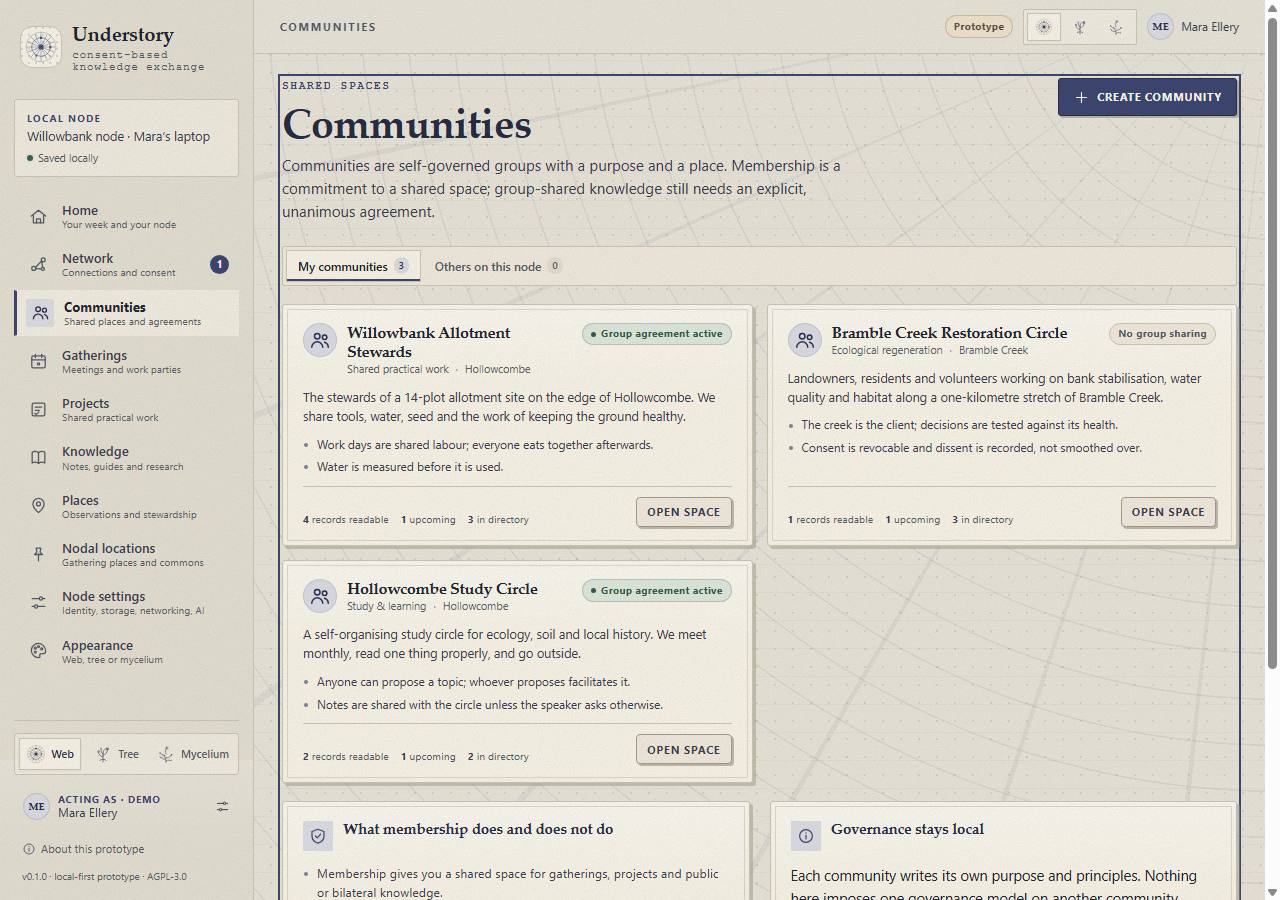 Understory
consent-based
knowledge exchange
LOCAL NODE
Willowbank node · Mara's laptop
Saved locally
Home
Your week and your node
Network
Connections and consent
1
Communities
Shared places and agreements
Gatherings
Meetings and work parties
Projects
Shared practical work
Knowledge
Notes, guides and research
Places
Observations and stewardship
Nodal locations
Gathering places and commons
Node settings
Identity, storage, networking, AI
Appearance
Web, tree or mycelium
Web
Tree
Mycelium
ME
ACTING AS · DEMO
Mara Ellery
About this prototype
v0.1.0 · local-first prototype · AGPL-3.0
COMMUNITIES
Prototype
ME
Mara Ellery
SHARED SPACES
Communities
Communities are self-governed groups with a purpose and a place. Membership is a
commitment to a shared space; group-shared knowledge still needs an explicit,
unanimous agreement.
CREATE COMMUNITY
My communities 3
Others on this node 0
Willowbank Allotment
Stewards
Shared practical work · Hollowcombe
Group agreement active
The stewards of a 14-plot allotment site on the edge of Hollowcombe. We
share tools, water, seed and the work of keeping the ground healthy.
Work days are shared labour; everyone eats together afterwards.
Water is measured before it is used.
4 records readable 1 upcoming 3 in directory
OPEN SPACE
Bramble Creek Restoration Circle
Ecological regeneration · Bramble Creek
No group sharing
Landowners, residents and volunteers working on bank stabilisation, water
quality and habitat along a one-kilometre stretch of Bramble Creek.
The creek is the client; decisions are tested against its health.
Consent is revocable and dissent is recorded, not smoothed over.
1 records readable 1 upcoming 3 in directory
OPEN SPACE
Hollowcombe Study Circle
Study & learning · Hollowcombe
Group agreement active
A self-organising study circle for ecology, soil and local history. We meet
monthly, read one thing properly, and go outside.
Anyone can propose a topic; whoever proposes facilitates it.
Notes are shared with the circle unless the speaker asks otherwise.
2 records readable 1 upcoming 2 in directory
OPEN SPACE
What membership does and does not do
Membership gives you a shared space for gatherings, projects and public
or bilateral knowledge.
Governance stays local
Each community writes its own purpose and principles. Nothing
here imposes one governance model on another community.